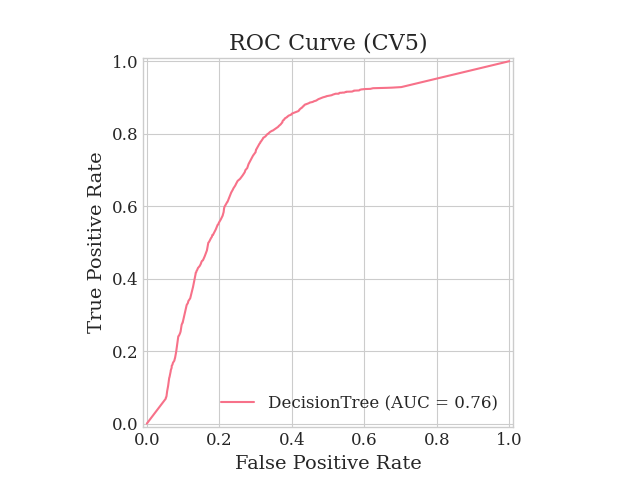 ROC Curve (CV5)
True Positive Rate
1.0
0.8
0.6
0.4
0.2
0.0
DecisionTree (AUC = 0.76)
0.0 0.2 0.4 0.6 0.8 1.0
False Positive Rate